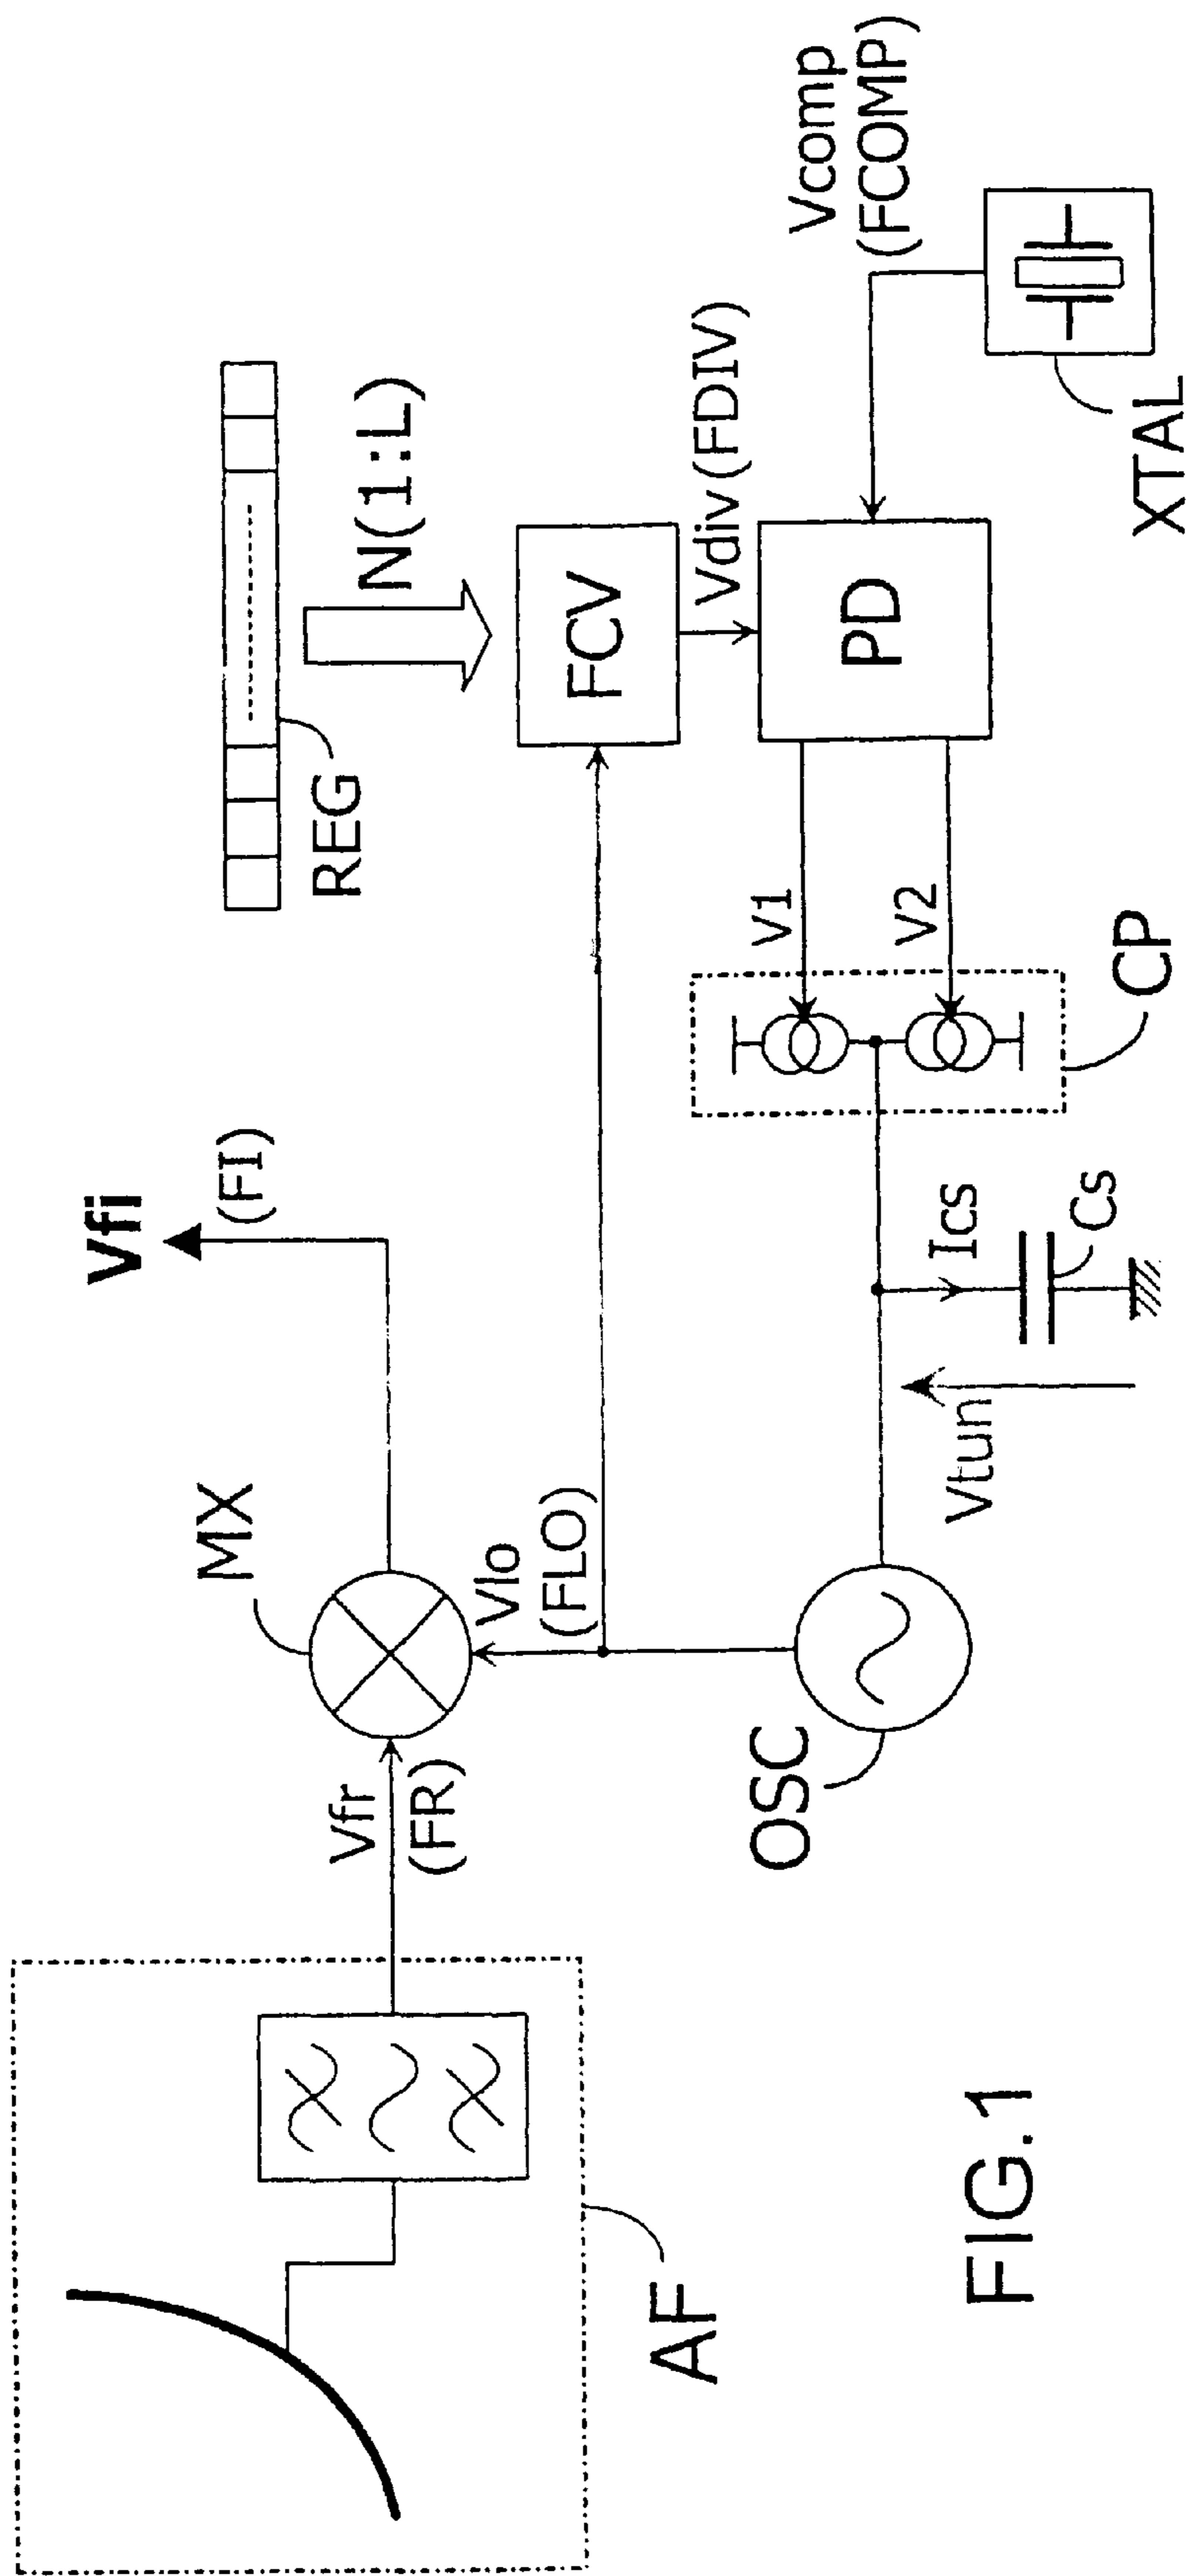 AF
Vfr
(FR)
MX
Vfi
(FI)
Vlo
(FLO)
OSC
Vtun
Ics
Cs
CP
V1
V2
REG
N(1:L)
FCV
Vdiv (FDIV)
PD
Vcomp
(FCOMP)
XTAL
FIG.1